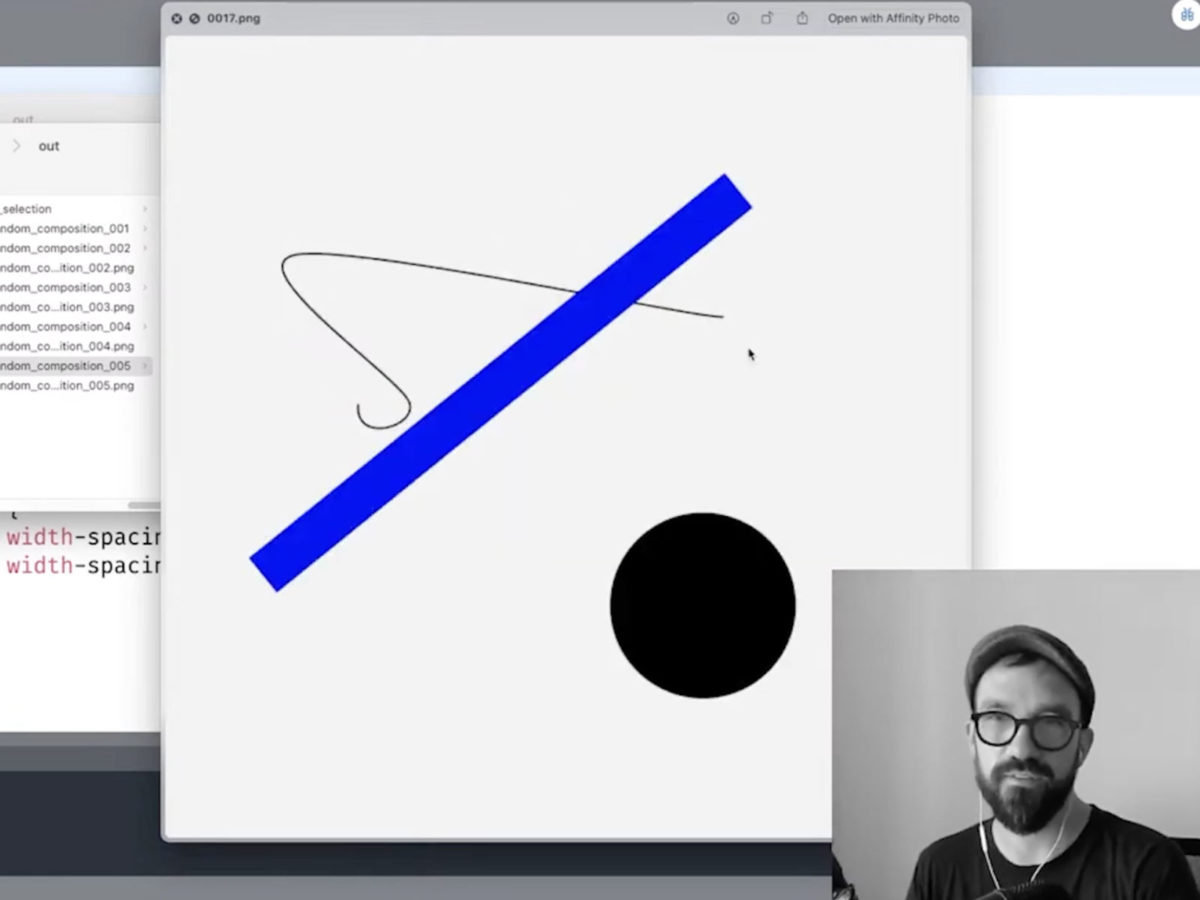 0017.png
Open with Affinity Photo
out
out
_selection
ndom_composition_001
ndom_composition_002
ndom_co...ition_002.png
ndom_composition_003
ndom_co...ition_003.png
ndom_composition_004
ndom_co...ition_004.png
ndom_composition_005
ndom_co...ition_005.png
{
width-spacin
width-spacin